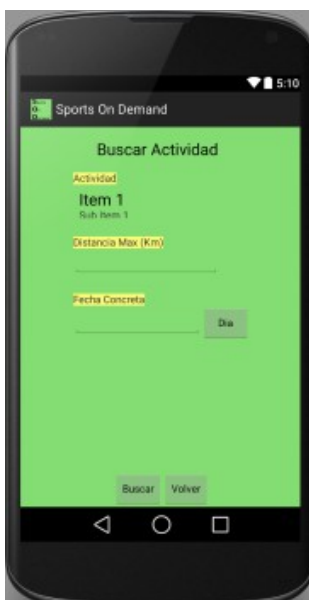 5:10
Sports On Demand
Buscar Actividad
Actividad
Item 1
Sub Item 1
Distancia Max (Km)
Fecha Concreta
Dia
Buscar Volver